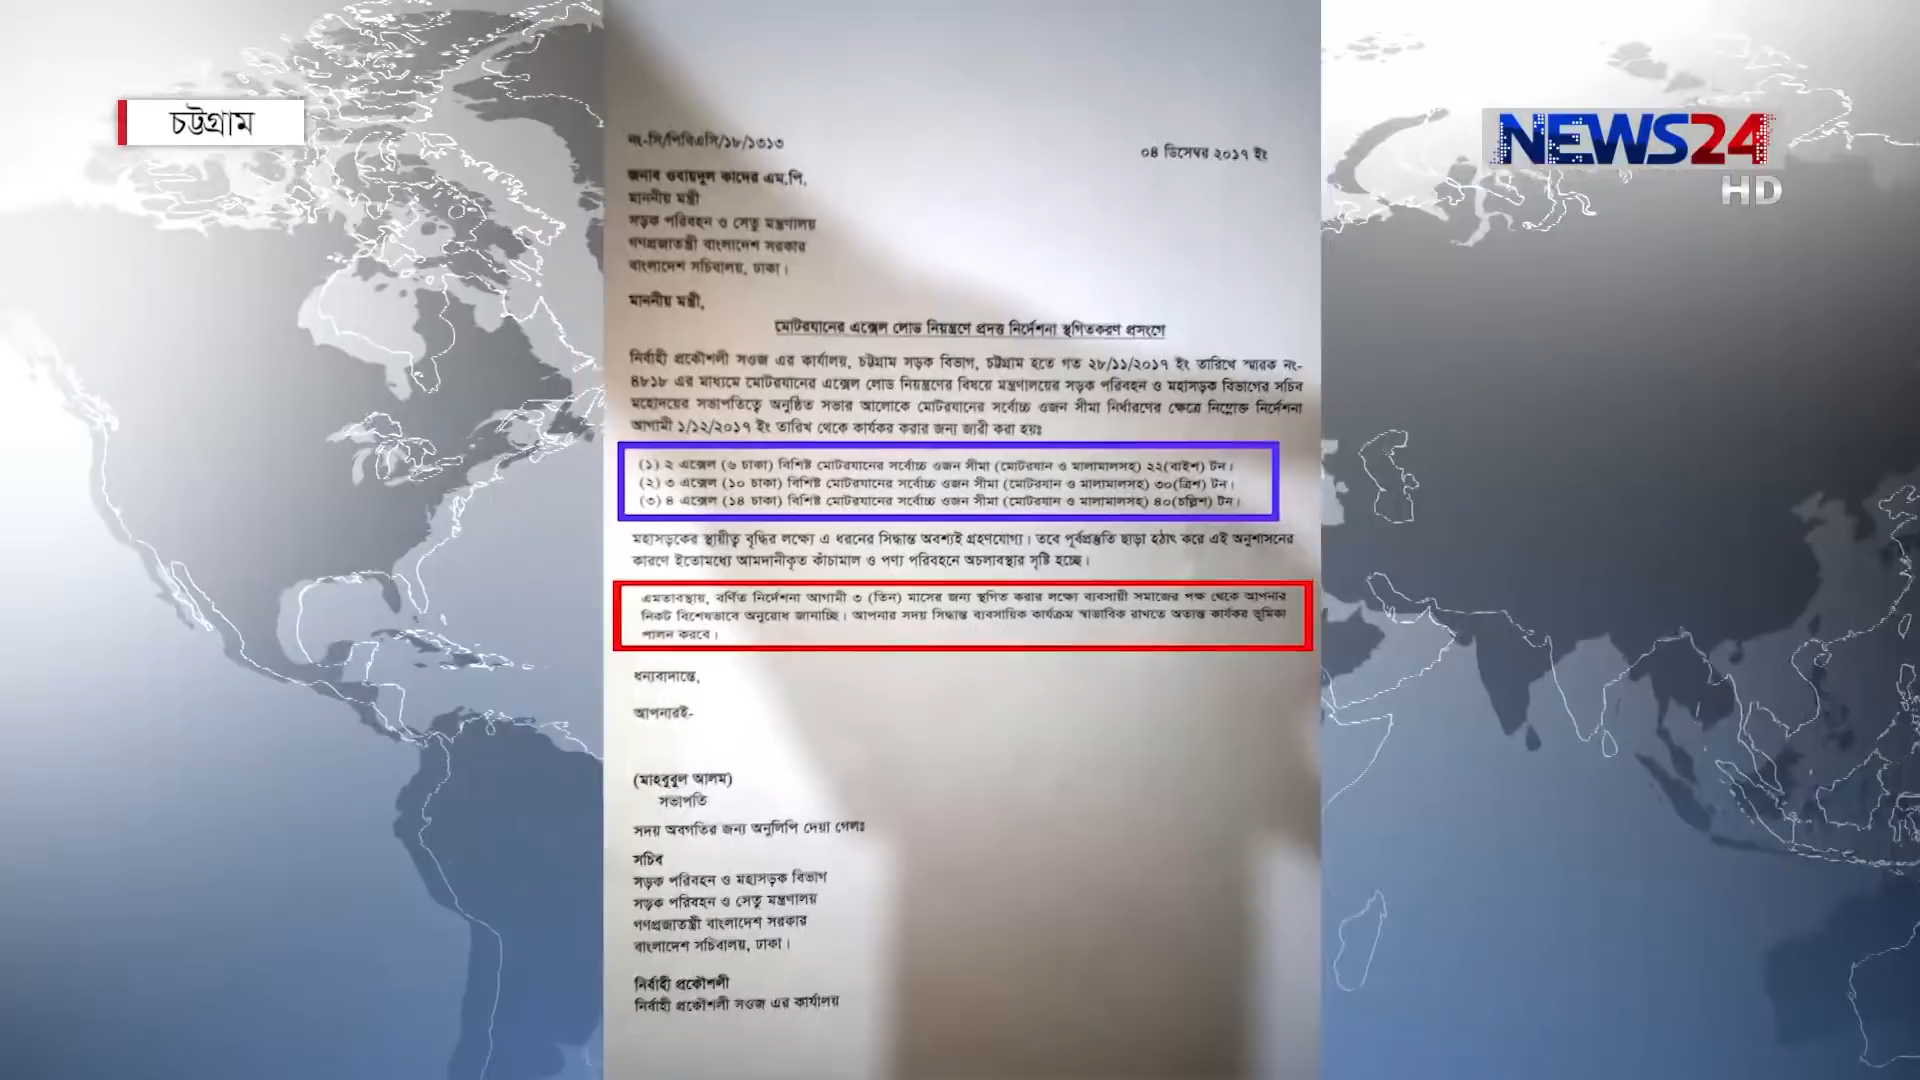 চট্টগ্রাম
NEWS24
HD
নং-সি/পিবিএসি/১৮/১৩১৩
০৪ ডিসেম্বর ২০১৭ ইং
জনাব ওবায়দুল কাদের এম.পি,
মাননীয় মন্ত্রী
সড়ক পরিবহন ও সেতু মন্ত্রণালয়
গণপ্রজাতন্ত্রী বাংলাদেশ সরকার
বাংলাদেশ সচিবালয়, ঢাকা।
মাননীয় মন্ত্রী,
মোটরযানের এক্সেল লোড নিয়ন্ত্রণে প্রদত্ত নির্দেশনা স্থগিতকরণ প্রসংগে
নির্বাহী প্রকৌশলী সওজ এর কার্যালয়, চট্টগ্রাম সড়ক বিভাগ, চট্টগ্রাম হতে গত ২৮/১১/২০১৭ ইং তারিখে স্মারক নং-
৪৮১৮ এর মাধ্যমে মোটরযানের এক্সেল লোড নিয়ন্ত্রণের বিষয়ে মন্ত্রণালয়ের সড়ক পরিবহন ও মহাসড়ক বিভাগের সচিব
মহোদয়ের সভাপতিত্বে অনুষ্ঠিত সভার আলোকে মোটরযানের সর্বোচ্চ ওজন সীমা নির্ধারণের ক্ষেত্রে নিম্নোক্ত নির্দেশনা
আগামী ১/১২/২০১৭ ইং তারিখ থেকে কার্যকর করার জন্য জারী করা হয়ঃ
(১) ২ এক্সেল (৬ চাকা) বিশিষ্ট মোটরযানের সর্বোচ্চ ওজন সীমা (মোটরযান ও মালামালসহ) ২২(বাইশ) টন।
(২) ৩ এক্সেল (১০ চাকা) বিশিষ্ট মোটরযানের সর্বোচ্চ ওজন সীমা (মোটরযান ও মালামালসহ) ৩০(ত্রিশ) টন।
(৩) ৪ এক্সেল (১৪ চাকা) বিশিষ্ট মোটরযানের সর্বোচ্চ ওজন সীমা (মোটরযান ও মালামালসহ) ৪০(চল্লিশ) টন।
মহাসড়কের স্থায়ীত্ব বৃদ্ধির লক্ষ্যে এ ধরনের সিদ্ধান্ত অবশ্যই গ্রহণযোগ্য। তবে পূর্বপ্রস্তুতি ছাড়া হঠাৎ করে এই অনুশাসনের
কারণে ইতোমধ্যে আমদানীকৃত কাঁচামাল ও পণ্য পরিবহনে অচলাবস্থার সৃষ্টি হচ্ছে।
এমতাবস্থায়, বর্ণিত নির্দেশনা আগামী ৩ (তিন) মাসের জন্য স্থগিত করার লক্ষ্যে ব্যবসায়ী সমাজের পক্ষ থেকে আপনার
নিকট বিশেষভাবে অনুরোধ জানাচ্ছি। আপনার সদয় সিদ্ধান্ত ব্যবসায়িক কার্যক্রম স্বাভাবিক রাখতে অত্যন্ত কার্যকর ভূমিকা
পালন করবে।
ধন্যবাদান্তে,
আপনারই-
(মাহবুবুল আলম)
সভাপতি
সদয় অবগতির জন্য অনুলিপি দেয়া গেলঃ
সচিব
সড়ক পরিবহন ও মহাসড়ক বিভাগ
সড়ক পরিবহন ও সেতু মন্ত্রণালয়
গণপ্রজাতন্ত্রী বাংলাদেশ সরকার
বাংলাদেশ সচিবালয়, ঢাকা।
নির্বাহী প্রকৌশলী
নির্বাহী প্রকৌশলী সওজ এর কার্যালয়